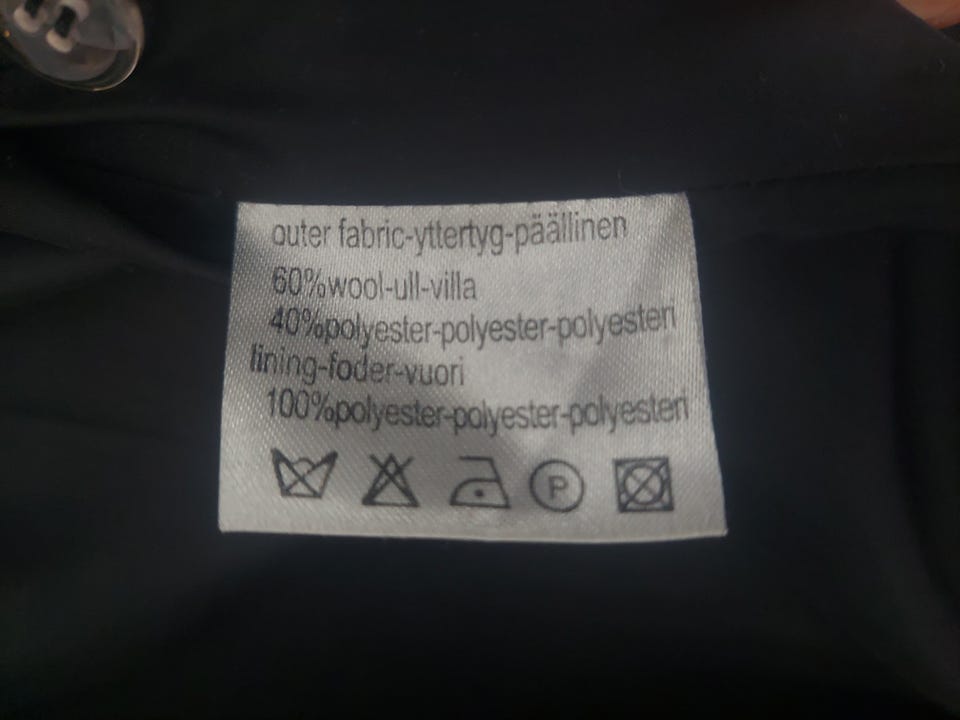 outer fabric-yttertyg-päällinen
60%wool-ull-villa
40%polyester-polyester-polyesteri
lining-foder-vuori
100%polyester-polyester-polyesteri
P